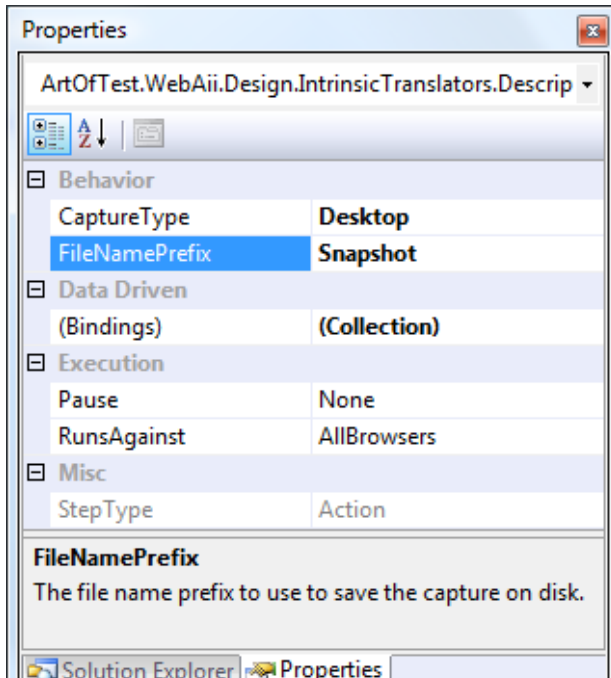 Properties
ArtOfTest.WebAii.Design.IntrinsicTranslators.Descrip
Behavior
CaptureType Desktop
FileNamePrefix Snapshot
Data Driven
(Bindings) (Collection)
Execution
Pause None
RunsAgainst AllBrowsers
Misc
StepType Action
FileNamePrefix
The file name prefix to use to save the capture on disk.
Solution Explorer Properties